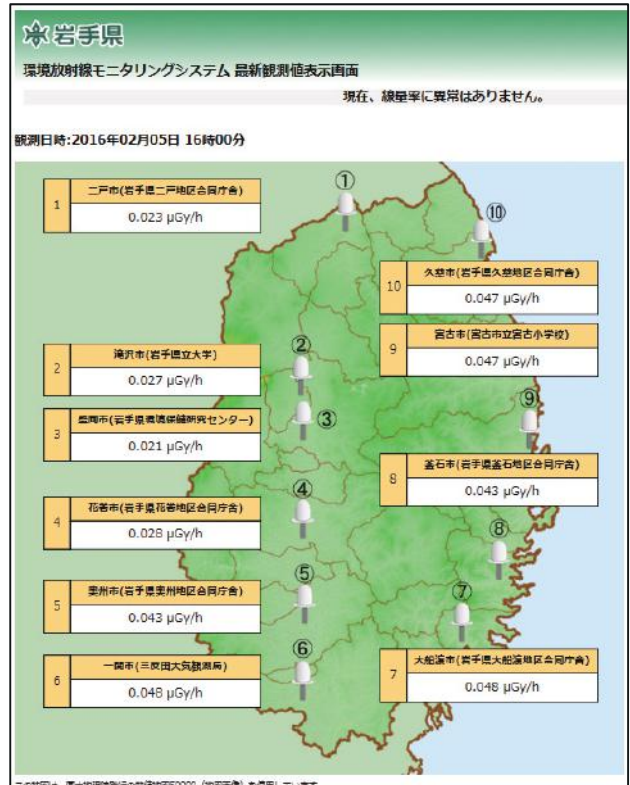 岩手県
環境放射線モニタリングシステム 最新観測値表示画面
現在、線量率に異常はありません。
観測日時:2016年02月05日 16時00分
①
⑩
1
二戸市(岩手県二戸地区合同庁舎)
0.023 μGy/h
10
久慈市(岩手県久慈地区合同庁舎)
0.047 μGy/h
②
2
滝沢市(岩手県立大学)
0.027 μGy/h
9
宮古市(宮古市立宮古小学校)
0.047 μGy/h
③
⑨
3
盛岡市(岩手県環境保健研究センター)
0.021 μGy/h
8
釜石市(岩手県釜石地区合同庁舎)
0.043 μGy/h
④
4
花巻市(岩手県花巻地区合同庁舎)
0.028 μGy/h
⑧
⑤
5
奥州市(岩手県奥州地区合同庁舎)
0.043 μGy/h
⑦
⑥
6
一関市(三反田大気観測局)
0.048 μGy/h
7
大船渡市(岩手県大船渡地区合同庁舎)
0.048 μGy/h